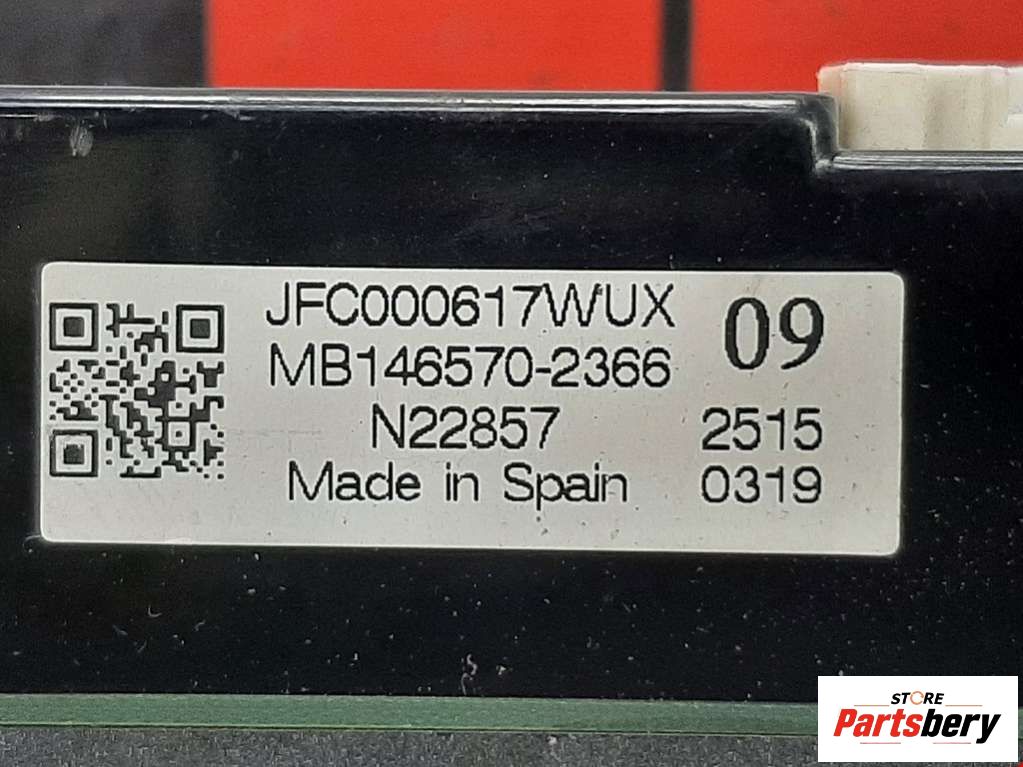 JFC000617WUX 09
MB146570-2366
N22857 2515
Made in Spain 0319
STORE
Partsbery